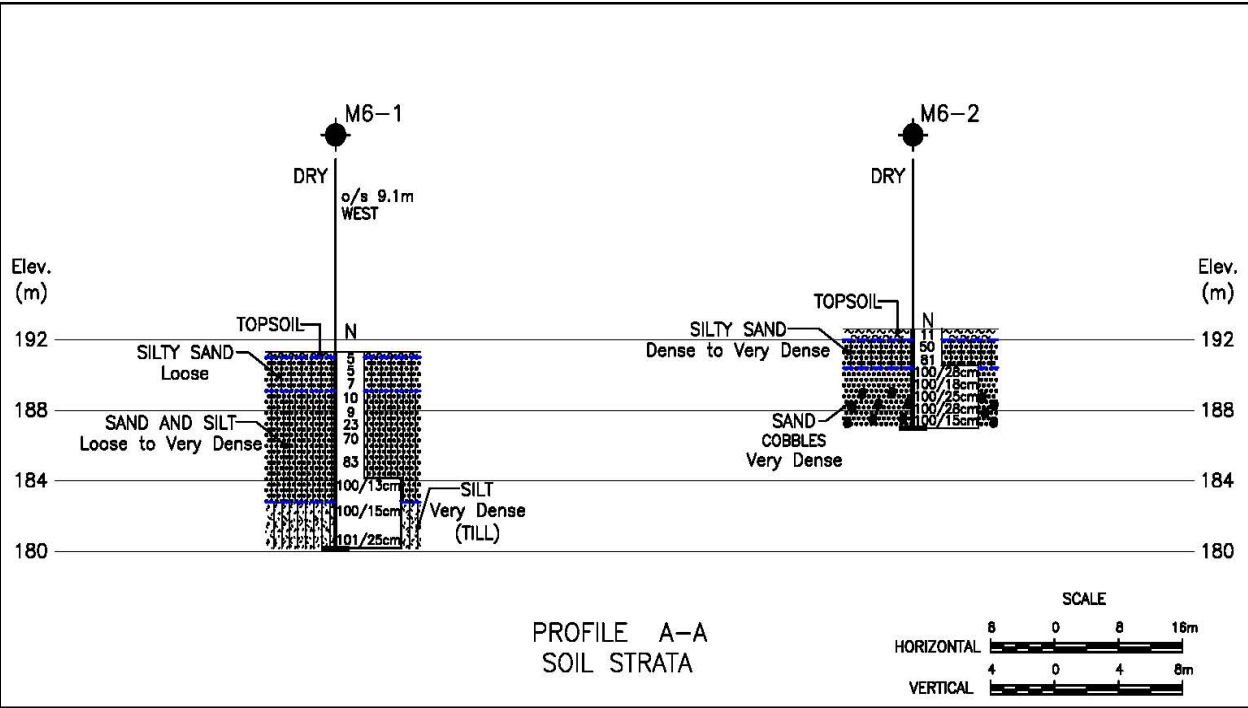 M6-1
DRY
o/s 9.1m
WEST
M6-2
DRY
Elev.
(m)
192
188
184
180
TOPSOIL
N
SILTY SAND
Loose
SAND AND SILT
Loose to Very Dense
5
5
7
10
9
23
70
83
100/13cm
100/15cm
101/25cm
SILT
Very Dense
(TILL)
TOPSOIL
N
SILTY SAND
Dense to Very Dense
11
50
81
100/28cm
100/18cm
100/25cm
100/28cm
100/15cm
SAND
COBBLES
Very Dense
Elev.
(m)
192
188
184
180
PROFILE A-A
SOIL STRATA
SCALE
HORIZONTAL
8 0 8 16m
VERTICAL
4 0 4 8m